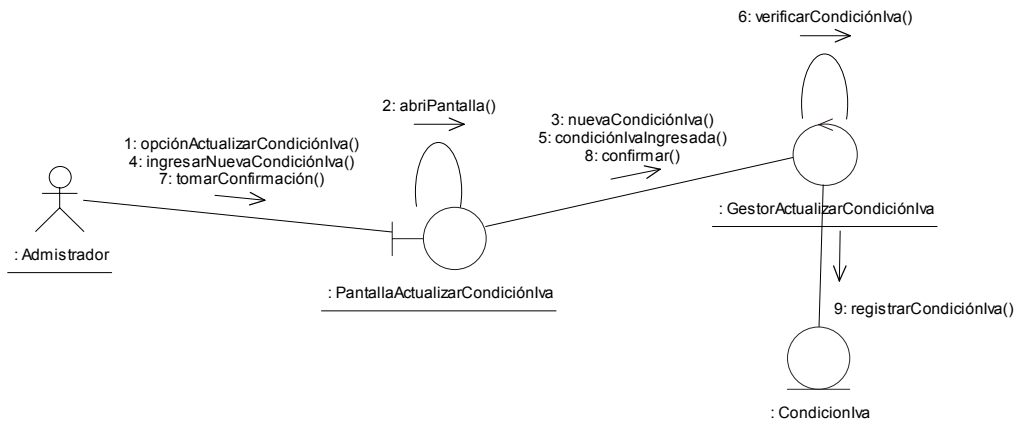 6: verificarCondiciónIva()
2: abriPantalla()
3: nuevaCondiciónIva()
5: condiciónIvaIngresada()
8: confirmar()
1: opciónActualizarCondiciónIva()
4: ingresarNuevaCondiciónIva()
7: tomarConfirmación()
: GestorActualizarCondiciónIva
: Admistrador
: PantallaActualizarCondiciónIva
9: registrarCondiciónIva()
: CondicionIva